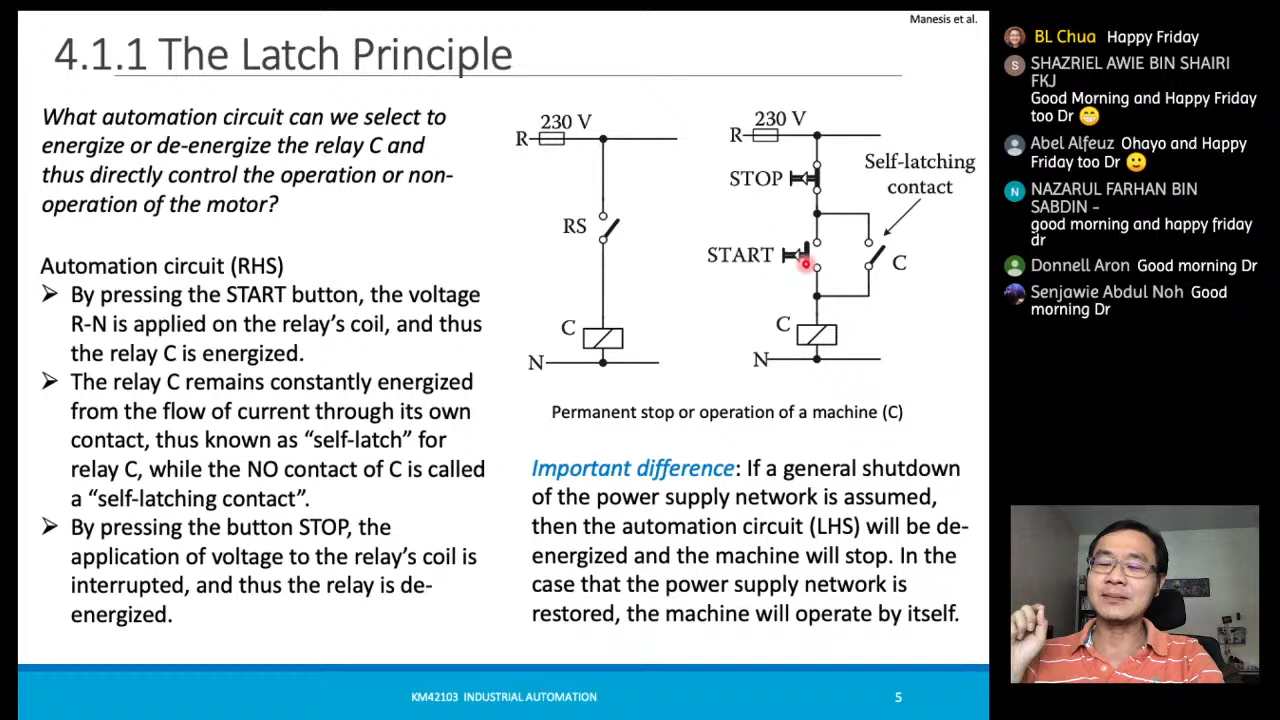 Manesis et al.
4.1.1 The Latch Principle
What automation circuit can we select to
energize or de-energize the relay C and
thus directly control the operation or non-
operation of the motor?
Automation circuit (RHS)
By pressing the START button, the voltage
R-N is applied on the relay's coil, and thus
the relay C is energized.
The relay C remains constantly energized
from the flow of current through its own
contact, thus known as “self-latch” for
relay C, while the NO contact of C is called
a “self-latching contact”.
By pressing the button STOP, the
application of voltage to the relay's coil is
interrupted, and thus the relay is de-
energized.
230 V
R
RS
C
N
230 V
R
STOP
Self-latching
contact
START
C
C
N
Permanent stop or operation of a machine (C)
Important difference: If a general shutdown
of the power supply network is assumed,
then the automation circuit (LHS) will be de-
energized and the machine will stop. In the
case that the power supply network is
restored, the machine will operate by itself.
KM42103 INDUSTRIAL AUTOMATION
5
BL Chua Happy Friday
S
SHAZRIEL AWIE BIN SHAIRI
FKJ
Good Morning and Happy Friday
too Dr 😁
Abel Alfeuz Ohayo and Happy
Friday too Dr 🙂
N
NAZARUL FARHAN BIN
SABDIN -
good morning and happy friday
dr
Donnell Aron Good morning Dr
Senjawie Abdul Noh Good
morning Dr